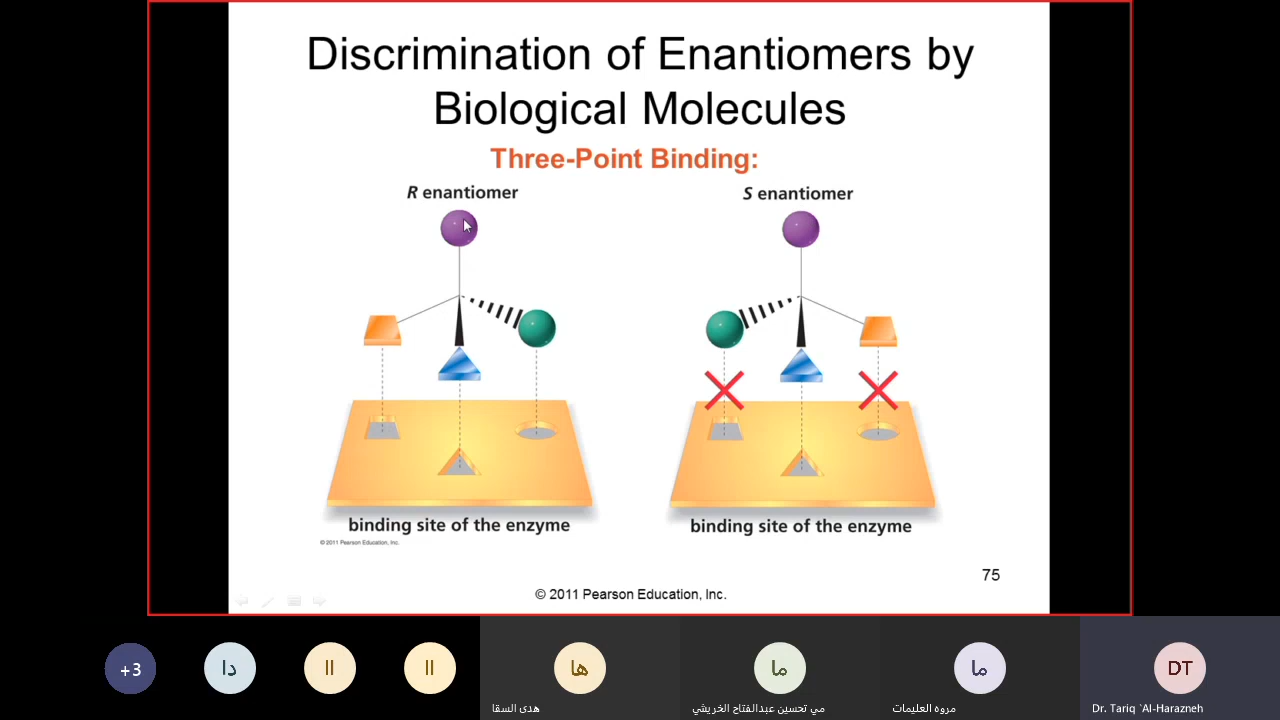 Discrimination of Enantiomers by
Biological Molecules
Three-Point Binding:
R enantiomer
S enantiomer
binding site of the enzyme
binding site of the enzyme
© 2011 Pearson Education, Inc.
75
© 2011 Pearson Education, Inc.
+3
دا
اا
اا
ها
ما
ما
DT
هدى السقا
مي تحسين عبدالفتاح الخريشي
مروه العليمات
Dr. Tariq `Al-Harazneh